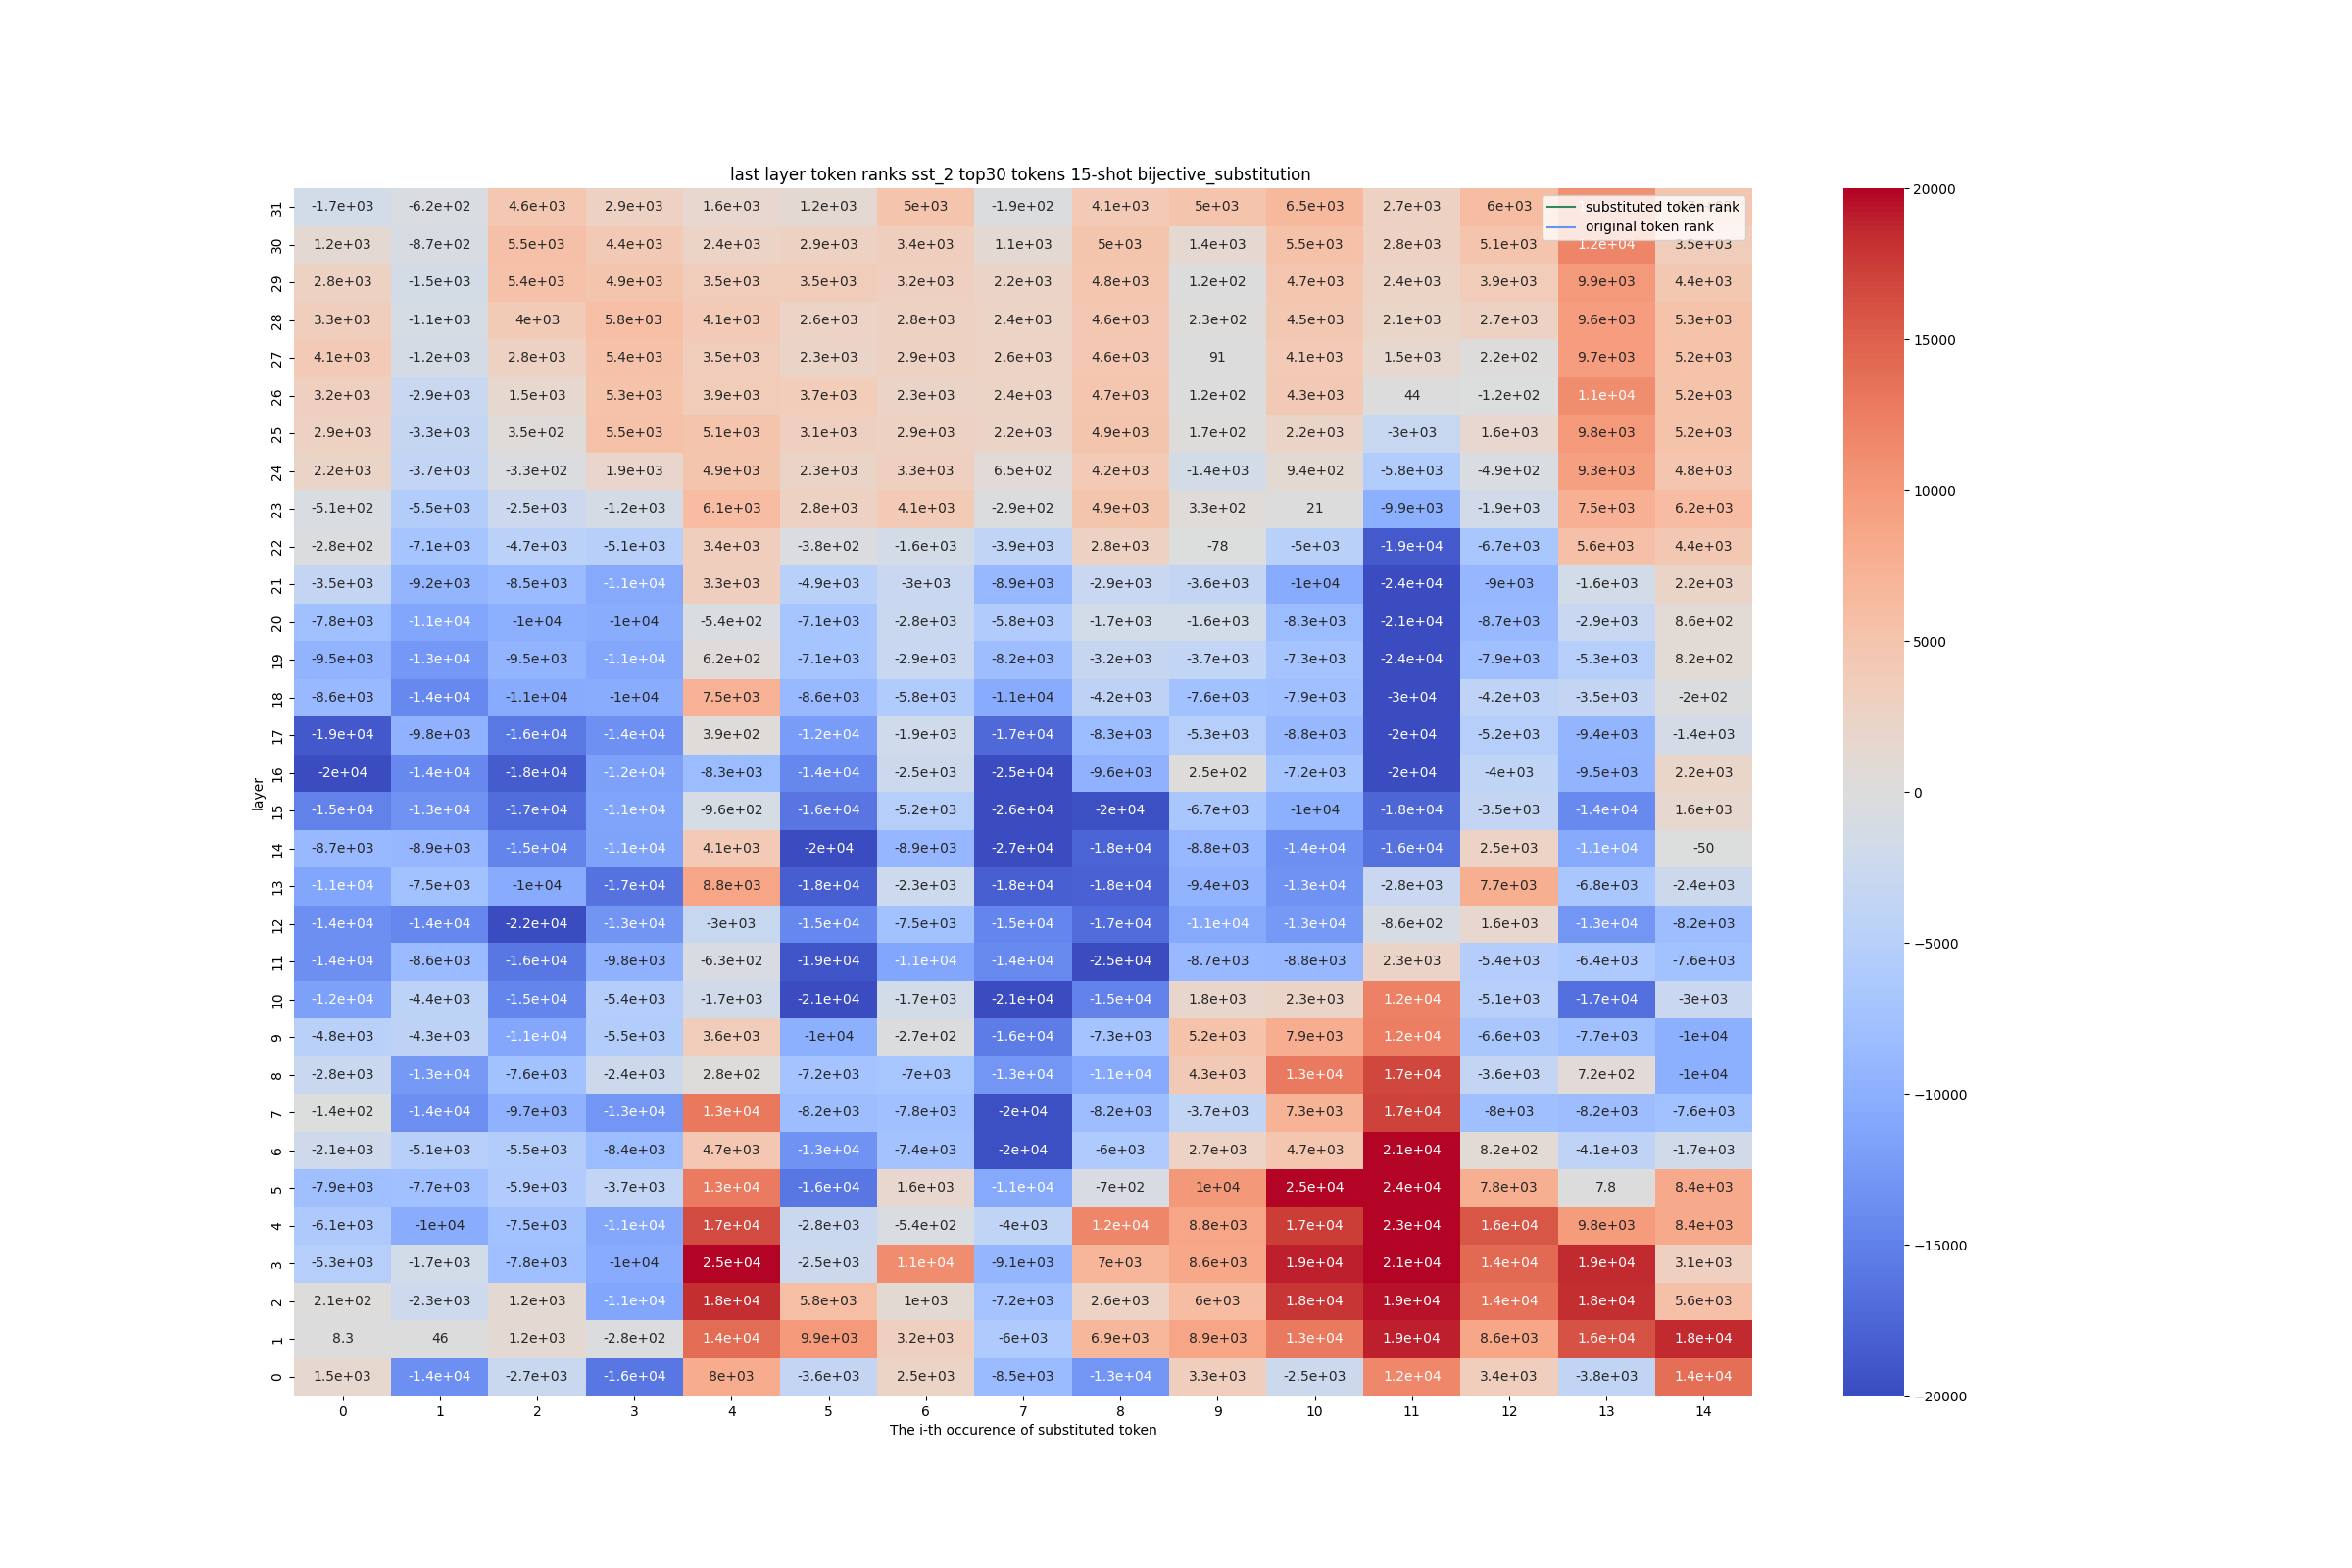 last layer token ranks sst_2 top30 tokens 15-shot bijective_substitution
31 -1.7e+03 -6.2e+02 4.6e+03 2.9e+03 1.6e+03 1.2e+03 5e+03 -1.9e+02 4.1e+03 5e+03 6.5e+03 2.7e+03 6e+03
substituted token rank
original token rank
30 1.2e+03 -8.7e+02 5.5e+03 4.4e+03 2.4e+03 2.9e+03 3.4e+03 1.1e+03 5e+03 1.4e+03 5.5e+03 2.8e+03 5.1e+03 1.2e+04 3.5e+03
29 2.8e+03 -1.5e+03 5.4e+03 4.9e+03 3.5e+03 3.5e+03 3.2e+03 2.2e+03 4.8e+03 1.2e+02 4.7e+03 2.4e+03 3.9e+03 9.9e+03 4.4e+03
28 3.3e+03 -1.1e+03 4e+03 5.8e+03 4.1e+03 2.6e+03 2.8e+03 2.4e+03 4.6e+03 2.3e+02 4.5e+03 2.1e+03 2.7e+03 9.6e+03 5.3e+03
27 4.1e+03 -1.2e+03 2.8e+03 5.4e+03 3.5e+03 2.3e+03 2.9e+03 2.6e+03 4.6e+03 91 4.1e+03 1.5e+03 2.2e+02 9.7e+03 5.2e+03
26 3.2e+03 -2.9e+03 1.5e+03 5.3e+03 3.9e+03 3.7e+03 2.3e+03 2.4e+03 4.7e+03 1.2e+02 4.3e+03 44 -1.2e+02 1.1e+04 5.2e+03
25 2.9e+03 -3.3e+03 3.5e+02 5.5e+03 5.1e+03 3.1e+03 2.9e+03 2.2e+03 4.9e+03 1.7e+02 2.2e+03 -3e+03 1.6e+03 9.8e+03 5.2e+03
24 2.2e+03 -3.7e+03 -3.3e+02 1.9e+03 4.9e+03 2.3e+03 3.3e+03 6.5e+02 4.2e+03 -1.4e+03 9.4e+02 -5.8e+03 -4.9e+02 9.3e+03 4.8e+03
23 -5.1e+02 -5.5e+03 -2.5e+03 -1.2e+03 6.1e+03 2.8e+03 4.1e+03 -2.9e+02 4.9e+03 3.3e+02 21 -9.9e+03 -1.9e+03 7.5e+03 6.2e+03
22 -2.8e+02 -7.1e+03 -4.7e+03 -5.1e+03 3.4e+03 -3.8e+02 -1.6e+03 -3.9e+03 2.8e+03 -78 -5e+03 -1.9e+04 -6.7e+03 5.6e+03 4.4e+03
21 -3.5e+03 -9.2e+03 -8.5e+03 -1.1e+04 3.3e+03 -4.9e+03 -3e+03 -8.9e+03 -2.9e+03 -3.6e+03 -1e+04 -2.4e+04 -9e+03 -1.6e+03 2.2e+03
20 -7.8e+03 -1.1e+04 -1e+04 -1e+04 -5.4e+02 -7.1e+03 -2.8e+03 -5.8e+03 -1.7e+03 -1.6e+03 -8.3e+03 -2.1e+04 -8.7e+03 -2.9e+03 8.6e+02
19 -9.5e+03 -1.3e+04 -9.5e+03 -1.1e+04 6.2e+02 -7.1e+03 -2.9e+03 -8.2e+03 -3.2e+03 -3.7e+03 -7.3e+03 -2.4e+04 -7.9e+03 -5.3e+03 8.2e+02
18 -8.6e+03 -1.4e+04 -1.1e+04 -1e+04 7.5e+03 -8.6e+03 -5.8e+03 -1.1e+04 -4.2e+03 -7.6e+03 -7.9e+03 -3e+04 -4.2e+03 -3.5e+03 -2e+02
17 -1.9e+04 -9.8e+03 -1.6e+04 -1.4e+04 3.9e+02 -1.2e+04 -1.9e+03 -1.7e+04 -8.3e+03 -5.3e+03 -8.8e+03 -2e+04 -5.2e+03 -9.4e+03 -1.4e+03
16 -2e+04 -1.4e+04 -1.8e+04 -1.2e+04 -8.3e+03 -1.4e+04 -2.5e+03 -2.5e+04 -9.6e+03 2.5e+02 -7.2e+03 -2e+04 -4e+03 -9.5e+03 2.2e+03
15 -1.5e+04 -1.3e+04 -1.7e+04 -1.1e+04 -9.6e+02 -1.6e+04 -5.2e+03 -2.6e+04 -2e+04 -6.7e+03 -1e+04 -1.8e+04 -3.5e+03 -1.4e+04 1.6e+03
14 -8.7e+03 -8.9e+03 -1.5e+04 -1.1e+04 4.1e+03 -2e+04 -8.9e+03 -2.7e+04 -1.8e+04 -8.8e+03 -1.4e+04 -1.6e+04 2.5e+03 -1.1e+04 -50
13 -1.1e+04 -7.5e+03 -1e+04 -1.7e+04 8.8e+03 -1.8e+04 -2.3e+03 -1.8e+04 -1.8e+04 -9.4e+03 -1.3e+04 -2.8e+03 7.7e+03 -6.8e+03 -2.4e+03
12 -1.4e+04 -1.4e+04 -2.2e+04 -1.3e+04 -3e+03 -1.5e+04 -7.5e+03 -1.5e+04 -1.7e+04 -1.1e+04 -1.3e+04 -8.6e+02 1.6e+03 -1.3e+04 -8.2e+03
11 -1.4e+04 -8.6e+03 -1.6e+04 -9.8e+03 -6.3e+02 -1.9e+04 -1.1e+04 -1.4e+04 -2.5e+04 -8.7e+03 -8.8e+03 2.3e+03 -5.4e+03 -6.4e+03 -7.6e+03
10 -1.2e+04 -4.4e+03 -1.5e+04 -5.4e+03 -1.7e+03 -2.1e+04 -1.7e+03 -2.1e+04 -1.5e+04 1.8e+03 2.3e+03 1.2e+04 -5.1e+03 -1.7e+04 -3e+03
9 -4.8e+03 -4.3e+03 -1.1e+04 -5.5e+03 3.6e+03 -1e+04 -2.7e+02 -1.6e+04 -7.3e+03 5.2e+03 7.9e+03 1.2e+04 -6.6e+03 -7.7e+03 -1e+04
8 -2.8e+03 -1.3e+04 -7.6e+03 -2.4e+03 2.8e+02 -7.2e+03 -7e+03 -1.3e+04 -1.1e+04 4.3e+03 1.3e+04 1.7e+04 -3.6e+03 7.2e+02 -1e+04
7 -1.4e+02 -1.4e+04 -9.7e+03 -1.3e+04 1.3e+04 -8.2e+03 -7.8e+03 -2e+04 -8.2e+03 -3.7e+03 7.3e+03 1.7e+04 -8e+03 -8.2e+03 -7.6e+03
6 -2.1e+03 -5.1e+03 -5.5e+03 -8.4e+03 4.7e+03 -1.3e+04 -7.4e+03 -2e+04 -6e+03 2.7e+03 4.7e+03 2.1e+04 8.2e+02 -4.1e+03 -1.7e+03
5 -7.9e+03 -7.7e+03 -5.9e+03 -3.7e+03 1.3e+04 -1.6e+04 1.6e+03 -1.1e+04 -7e+02 1e+04 2.5e+04 2.4e+04 7.8e+03 7.8 8.4e+03
4 -6.1e+03 -1e+04 -7.5e+03 -1.1e+04 1.7e+04 -2.8e+03 -5.4e+02 -4e+03 1.2e+04 8.8e+03 1.7e+04 2.3e+04 1.6e+04 9.8e+03 8.4e+03
3 -5.3e+03 -1.7e+03 -7.8e+03 -1e+04 2.5e+04 -2.5e+03 1.1e+04 -9.1e+03 7e+03 8.6e+03 1.9e+04 2.1e+04 1.4e+04 1.9e+04 3.1e+03
2 2.1e+02 -2.3e+03 1.2e+03 -1.1e+04 1.8e+04 5.8e+03 1e+03 -7.2e+03 2.6e+03 6e+03 1.8e+04 1.9e+04 1.4e+04 1.8e+04 5.6e+03
1 8.3 46 1.2e+03 -2.8e+02 1.4e+04 9.9e+03 3.2e+03 -6e+03 6.9e+03 8.9e+03 1.3e+04 1.9e+04 8.6e+03 1.6e+04 1.8e+04
0 1.5e+03 -1.4e+04 -2.7e+03 -1.6e+04 8e+03 -3.6e+03 2.5e+03 -8.5e+03 -1.3e+04 3.3e+03 -2.5e+03 1.2e+04 3.4e+03 -3.8e+03 1.4e+04
0 1 2 3 4 5 6 7 8 9 10 11 12 13 14
The i-th occurence of substituted token
layer
20000
15000
10000
5000
0
−5000
−10000
−15000
−20000